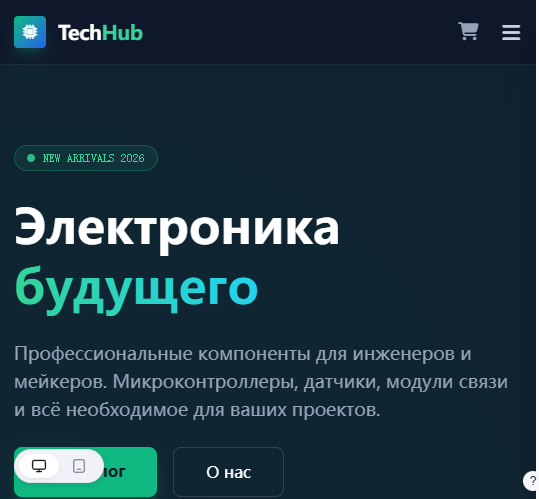 TechHub
NEW ARRIVALS 2026
Электроника
будущего
Профессиональные компоненты для инженеров и
мейкеров. Микроконтроллеры, датчики, модули связи
и всё необходимое для ваших проектов.
О нас
?